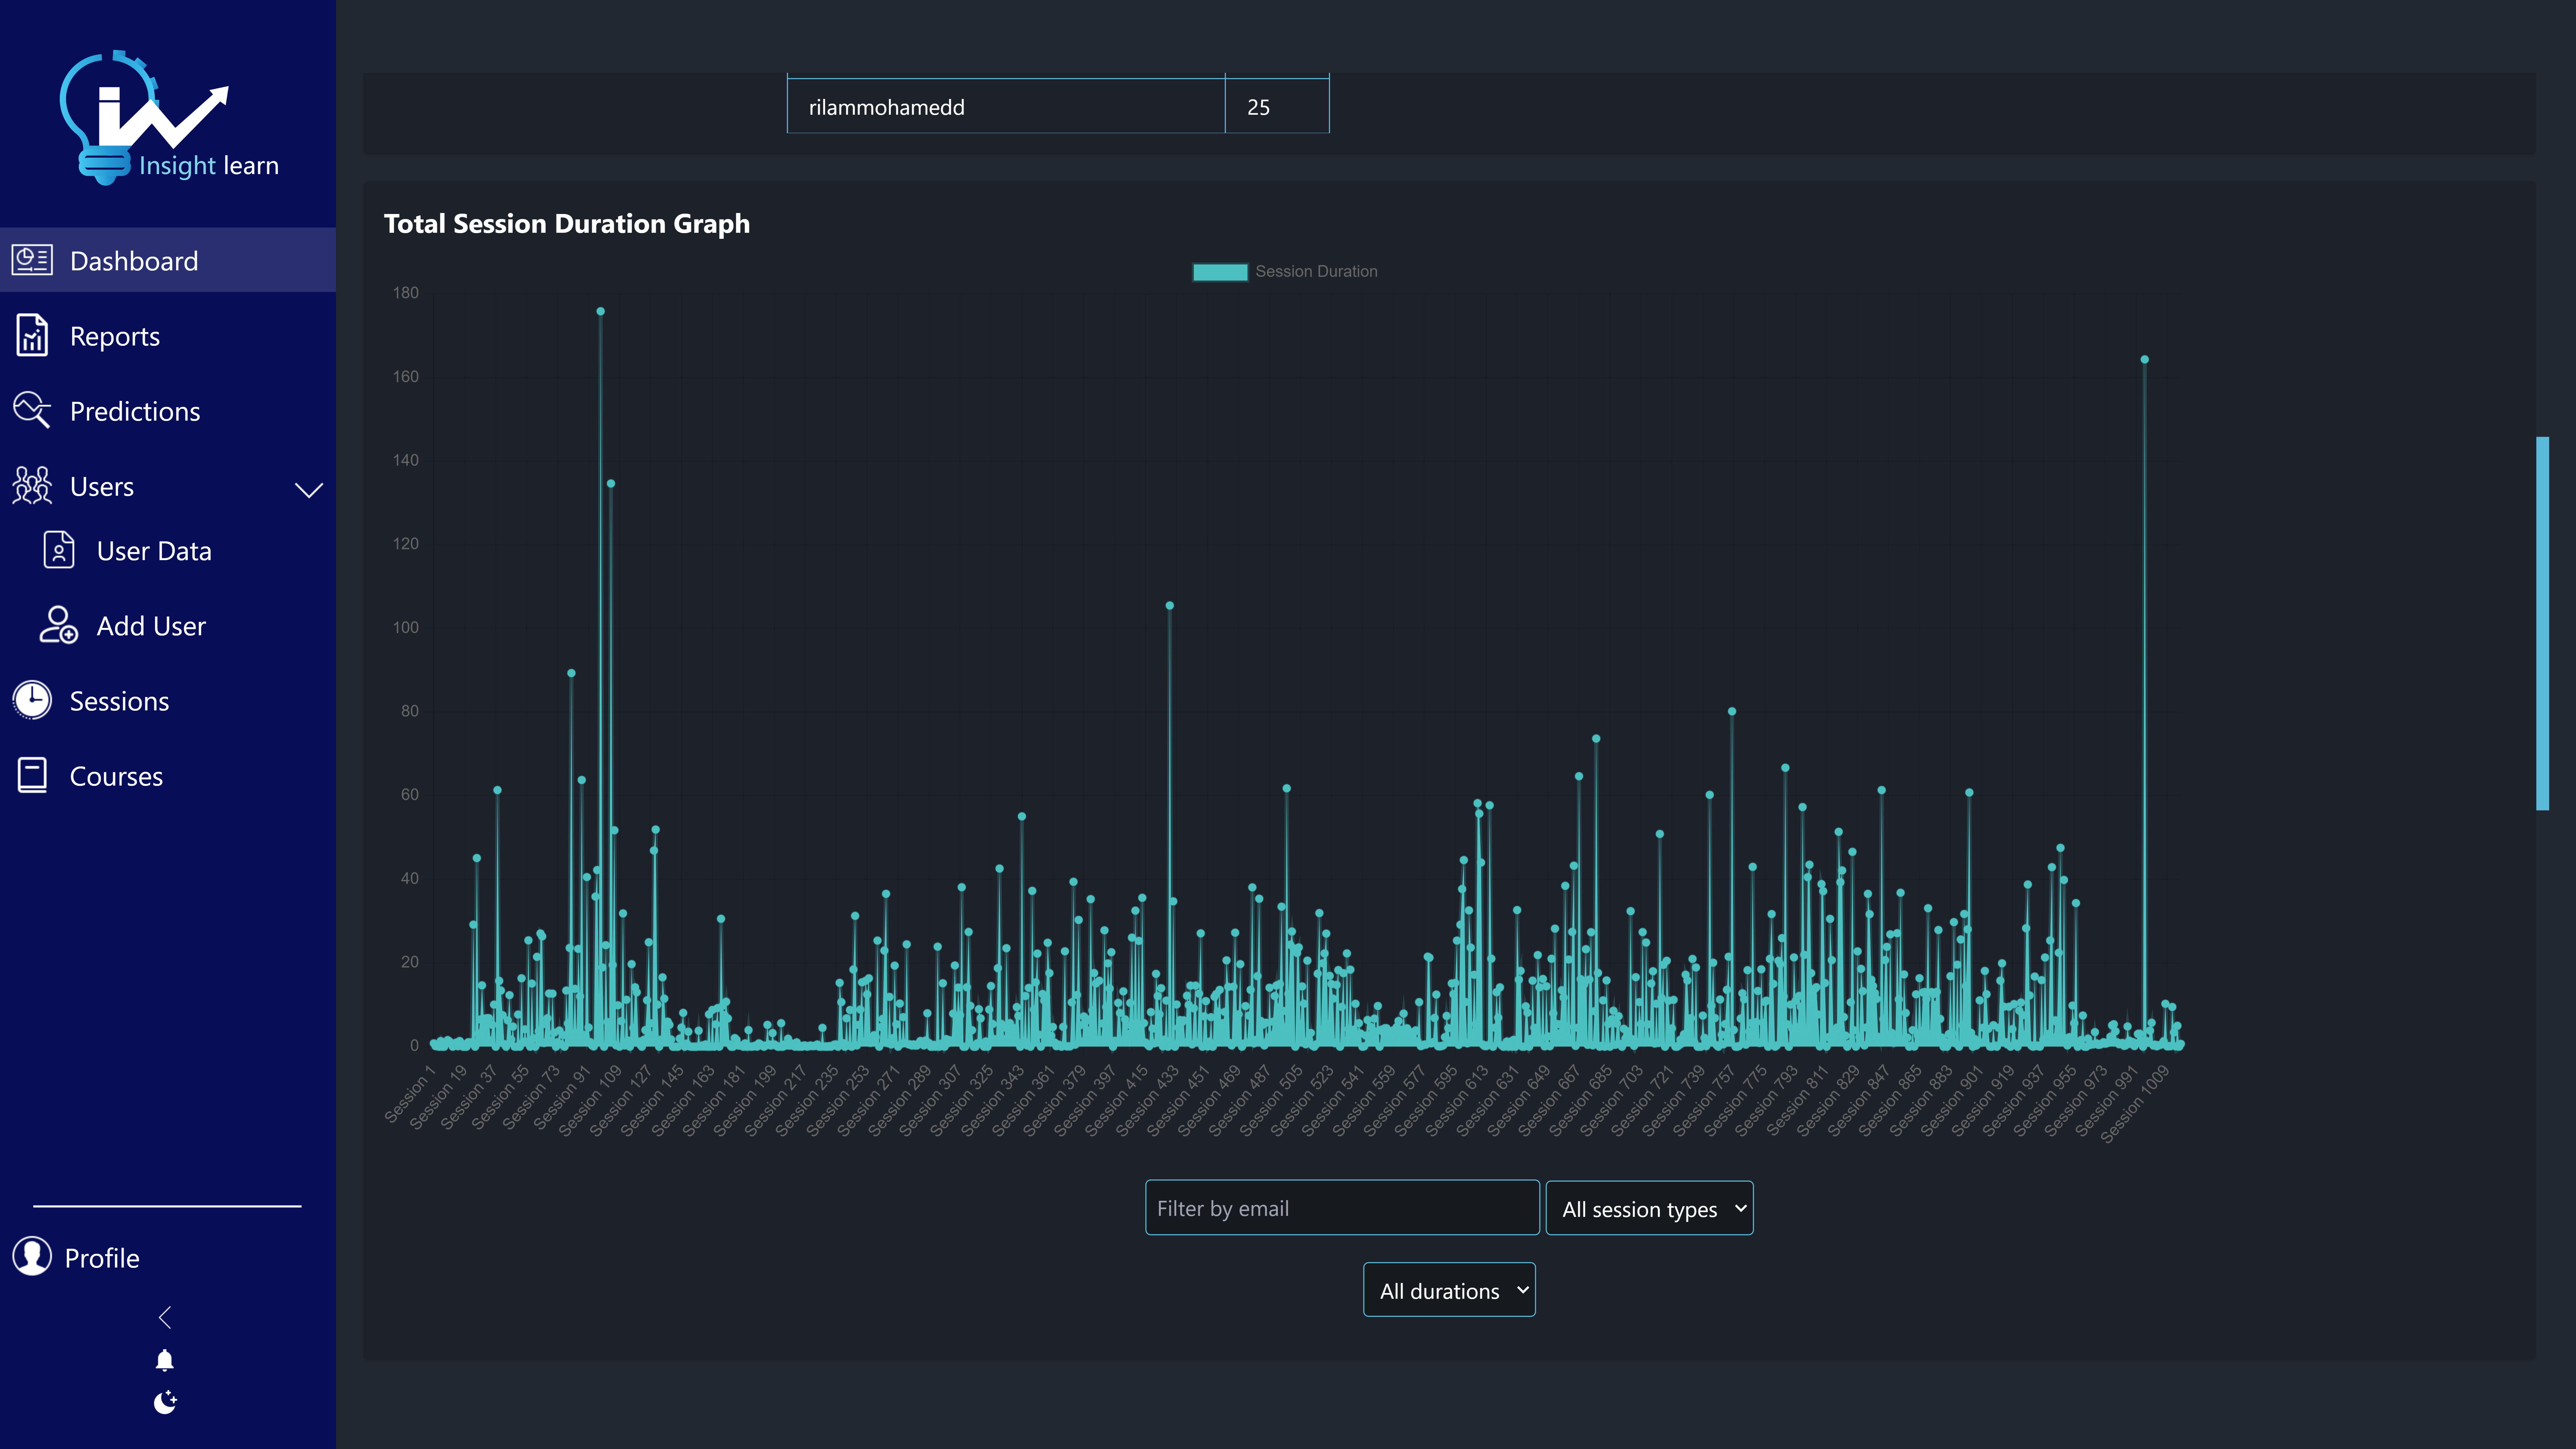 Insight learn
Dashboard
Reports
Predictions
Users
User Data
Add User
Sessions
Courses
Profile
rilammohamedd 25
Total Session Duration Graph
Session Duration
180
160
140
120
100
80
60
40
20
0
Session 1
Session 19
Session 37
Session 55
Session 73
Session 91
Session 109
Session 127
Session 145
Session 163
Session 181
Session 199
Session 217
Session 235
Session 253
Session 271
Session 289
Session 307
Session 325
Session 343
Session 361
Session 379
Session 397
Session 415
Session 433
Session 451
Session 469
Session 487
Session 505
Session 523
Session 541
Session 559
Session 577
Session 595
Session 613
Session 631
Session 649
Session 667
Session 685
Session 703
Session 721
Session 739
Session 757
Session 775
Session 793
Session 811
Session 829
Session 847
Session 865
Session 883
Session 901
Session 919
Session 937
Session 955
Session 973
Session 991
Session 1009
Filter by email
All session types
All durations